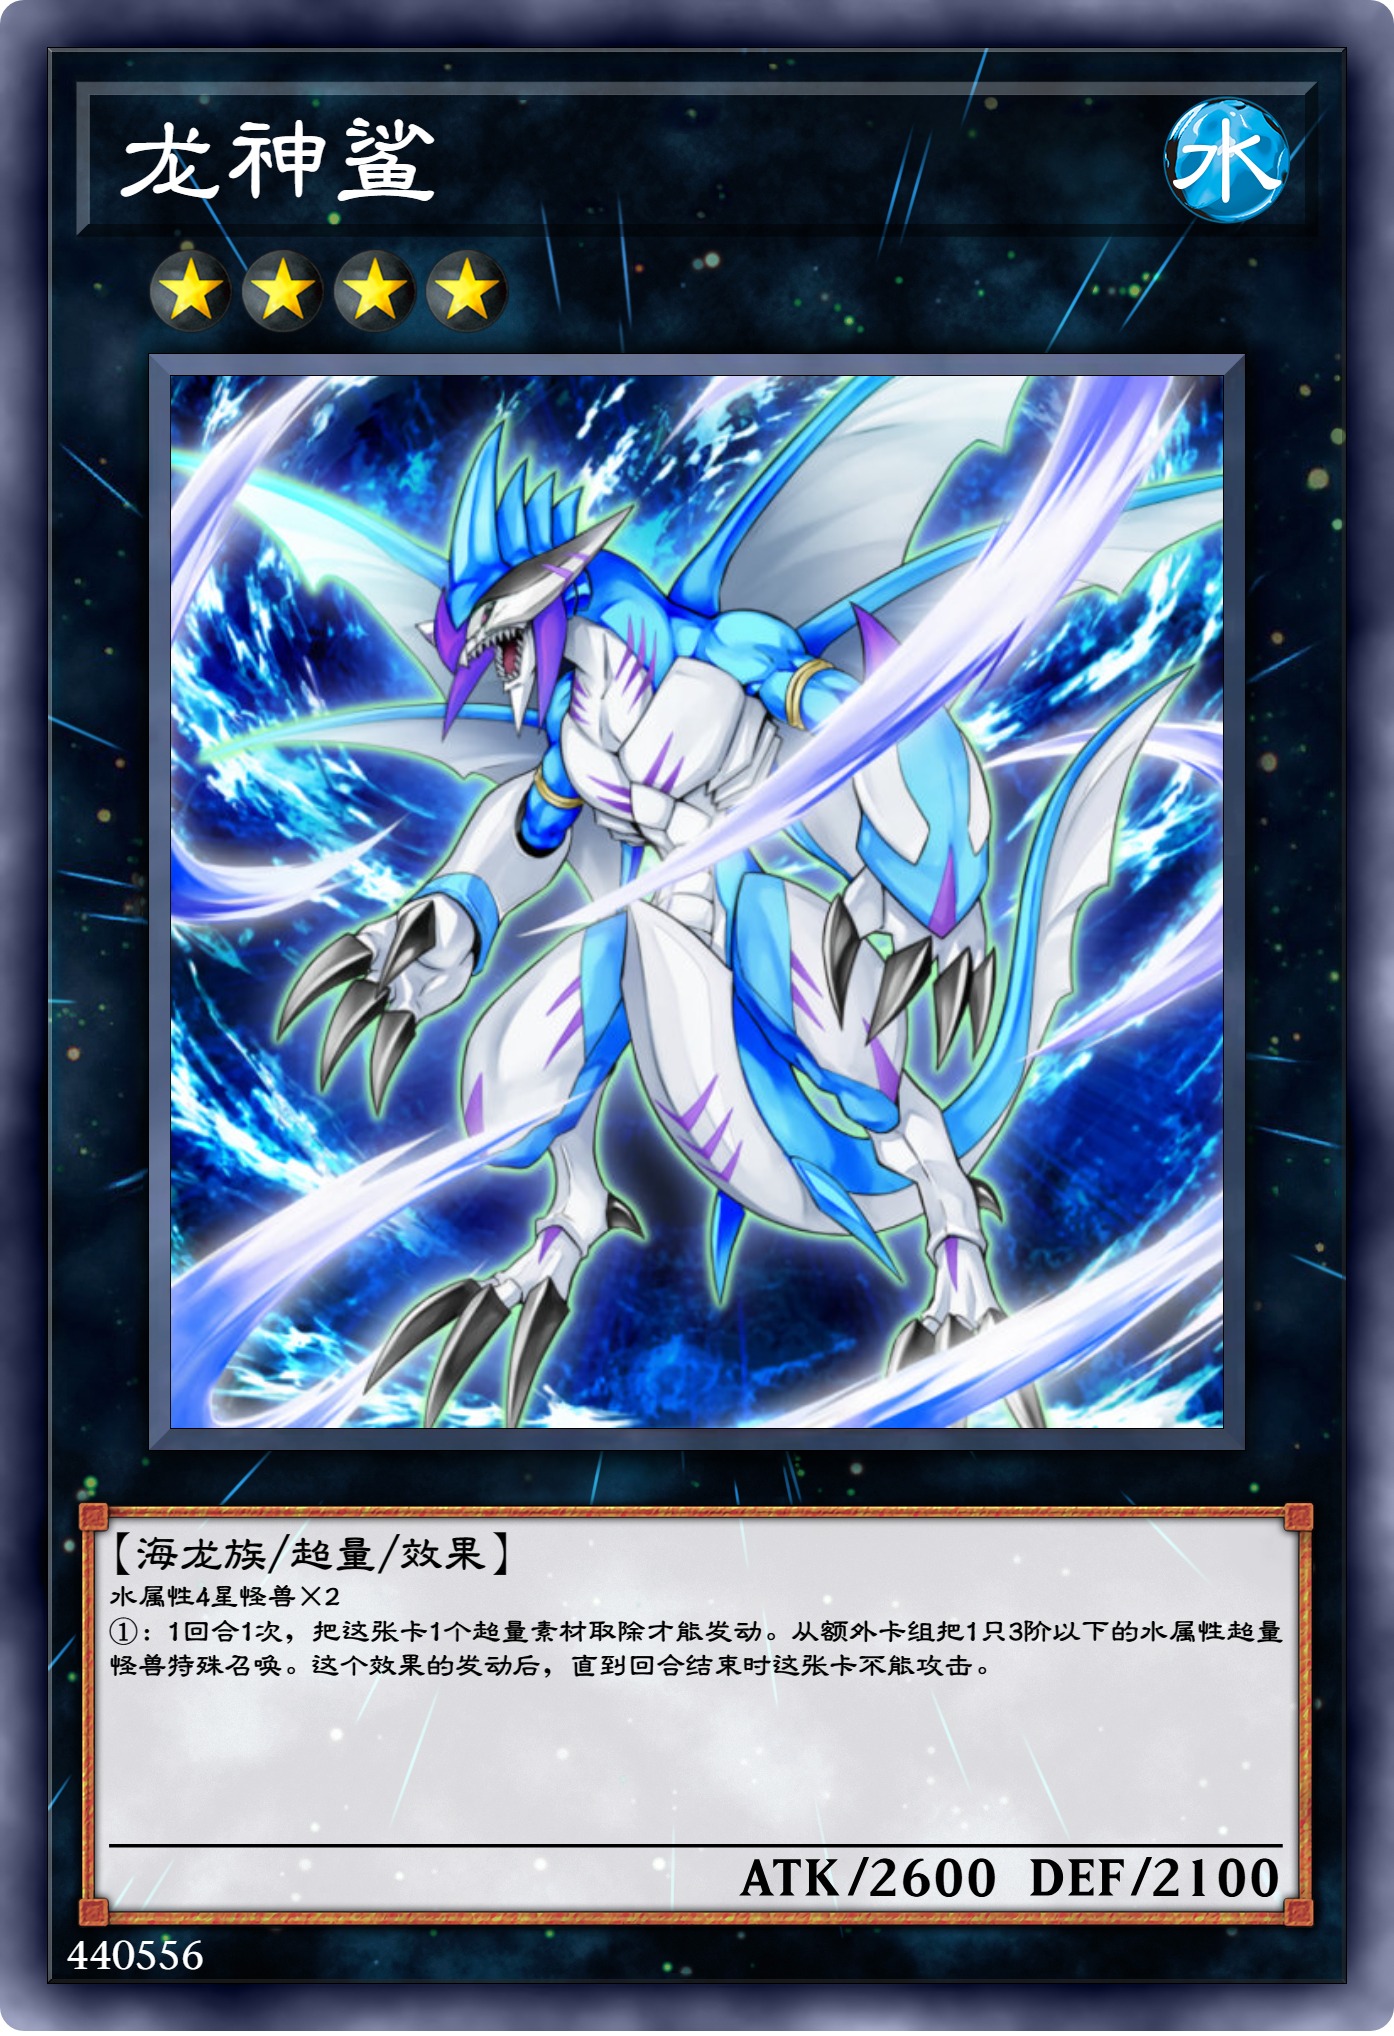 龙神鲨
水
【海龙族/超量/效果】
水属性4星怪兽×2
①：1回合1次，把这张卡1个超量素材取除才能发动。从额外卡组把1只3阶以下的水属性超量
怪兽特殊召唤。这个效果的发动后，直到回合结束时这张卡不能攻击。
ATK/2600 DEF/2100
440556